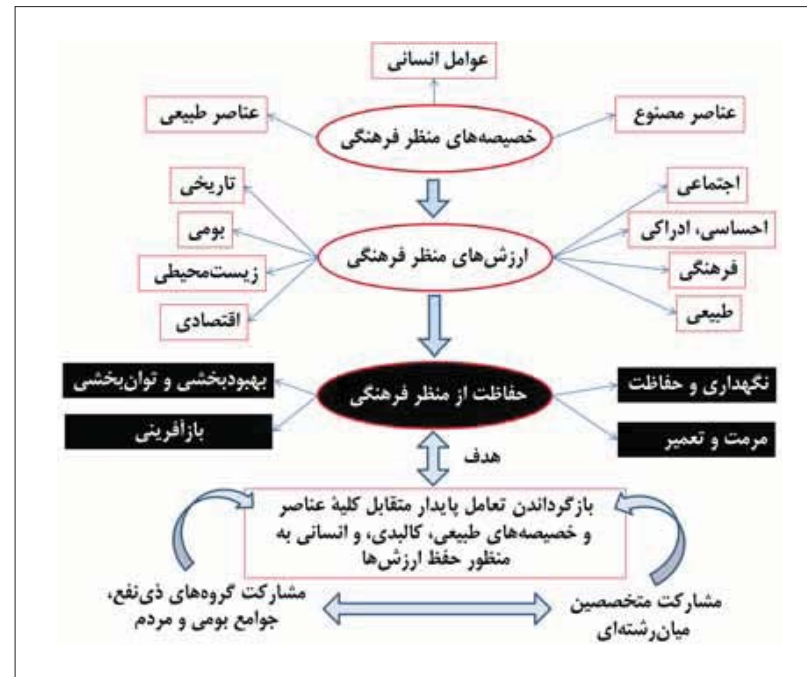 عوامل انسانی
عناصر مصنوع
خصیصه‌های منظر فرهنگی
عناصر طبیعی
اجتماعی
احساسی، ادراکی
فرهنگی
طبیعی
ارزش‌های منظر فرهنگی
تاریخی
بومی
زیست‌محیطی
اقتصادی
نگهداری و حفاظت
مرمت و تعمیر
حفاظت از منظر فرهنگی
بهبودبخشی و توان‌بخشی
بازآفرینی
هدف
بازگرداندن تعامل پایدار متقابل کلیهٔ عناصر
و خصیصه‌های طبیعی، کالبدی، و انسانی به
منظور حفظ ارزش‌ها
مشارکت متخصصین
میان‌رشته‌ای
مشارکت گروه‌های ذی‌نفع،
جوامع بومی و مردم